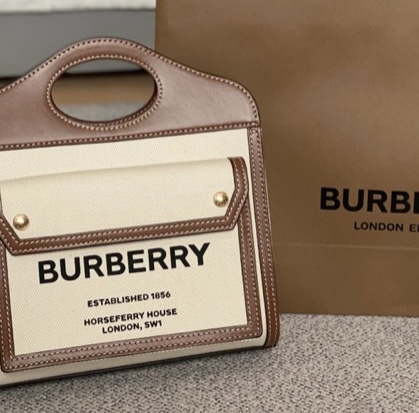 BURBERRY
ESTABLISHED 1856
HORSEFERRY HOUSE
LONDON, SW1
BURBE
LONDON E